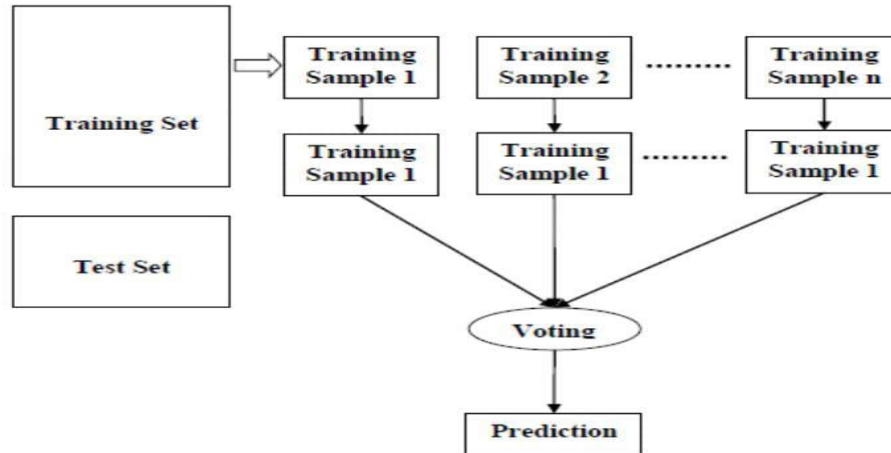 Training Set
Training
Sample 1
Training
Sample 2
Training
Sample n
Training
Sample 1
Training
Sample 1
Training
Sample 1
Test Set
Voting
Prediction